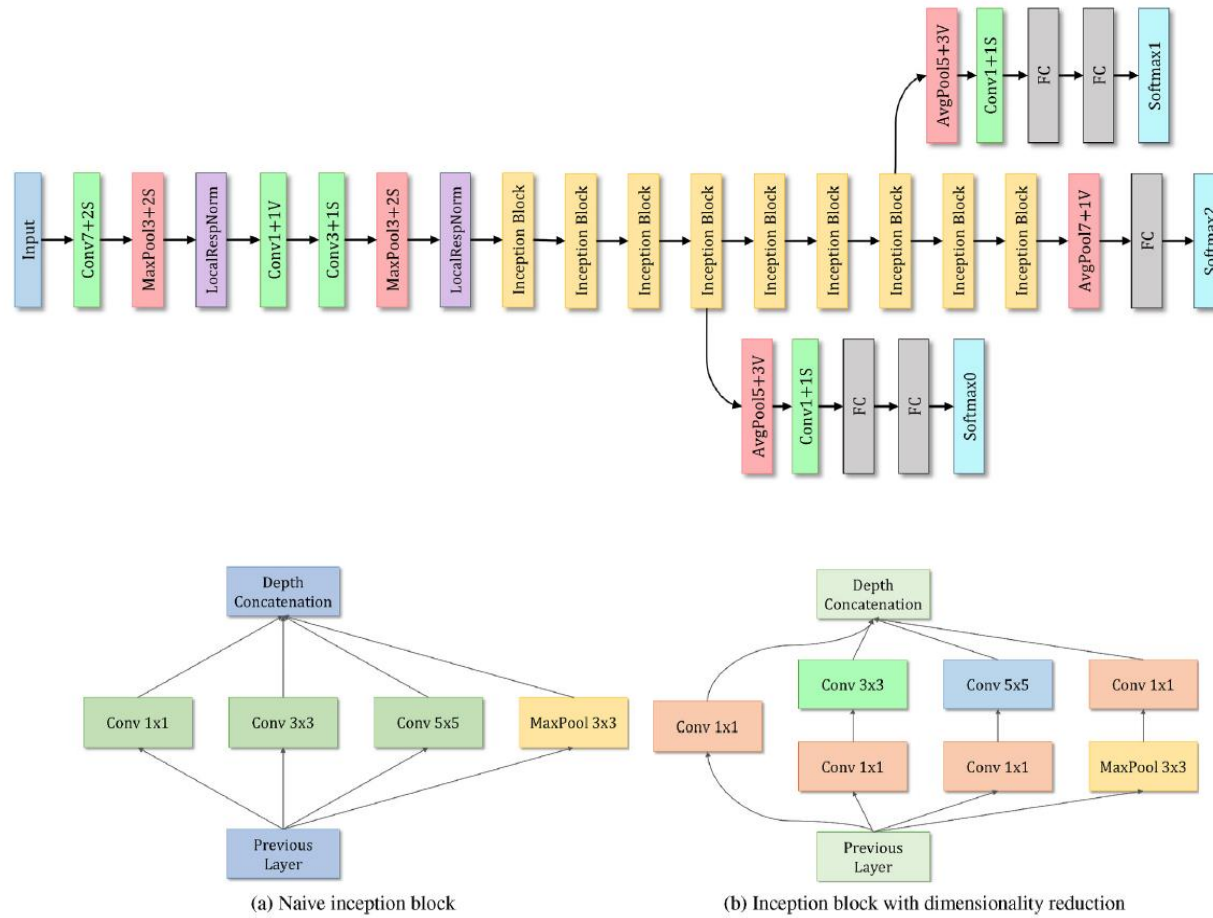 AvgPool5+3V
Conv1+1S
FC
FC
Softmax1
Input
Conv7+2S
MaxPool3+2S
LocalRespNorm
Conv1+1V
Conv3+1S
MaxPool3+2S
LocalRespNorm
Inception Block
Inception Block
Inception Block
Inception Block
Inception Block
Inception Block
Inception Block
Inception Block
Inception Block
AvgPool7+1V
FC
Softmax2
AvgPool5+3V
Conv1+1S
FC
FC
Softmax0
Depth
Concatenation
Conv 1x1
Conv 3x3
Conv 5x5
MaxPool 3x3
Previous
Layer
(a) Naive inception block
Depth
Concatenation
Conv 3x3
Conv 5x5
Conv 1x1
Conv 1x1
Conv 1x1
Conv 1x1
MaxPool 3x3
Previous
Layer
(b) Inception block with dimensionality reduction